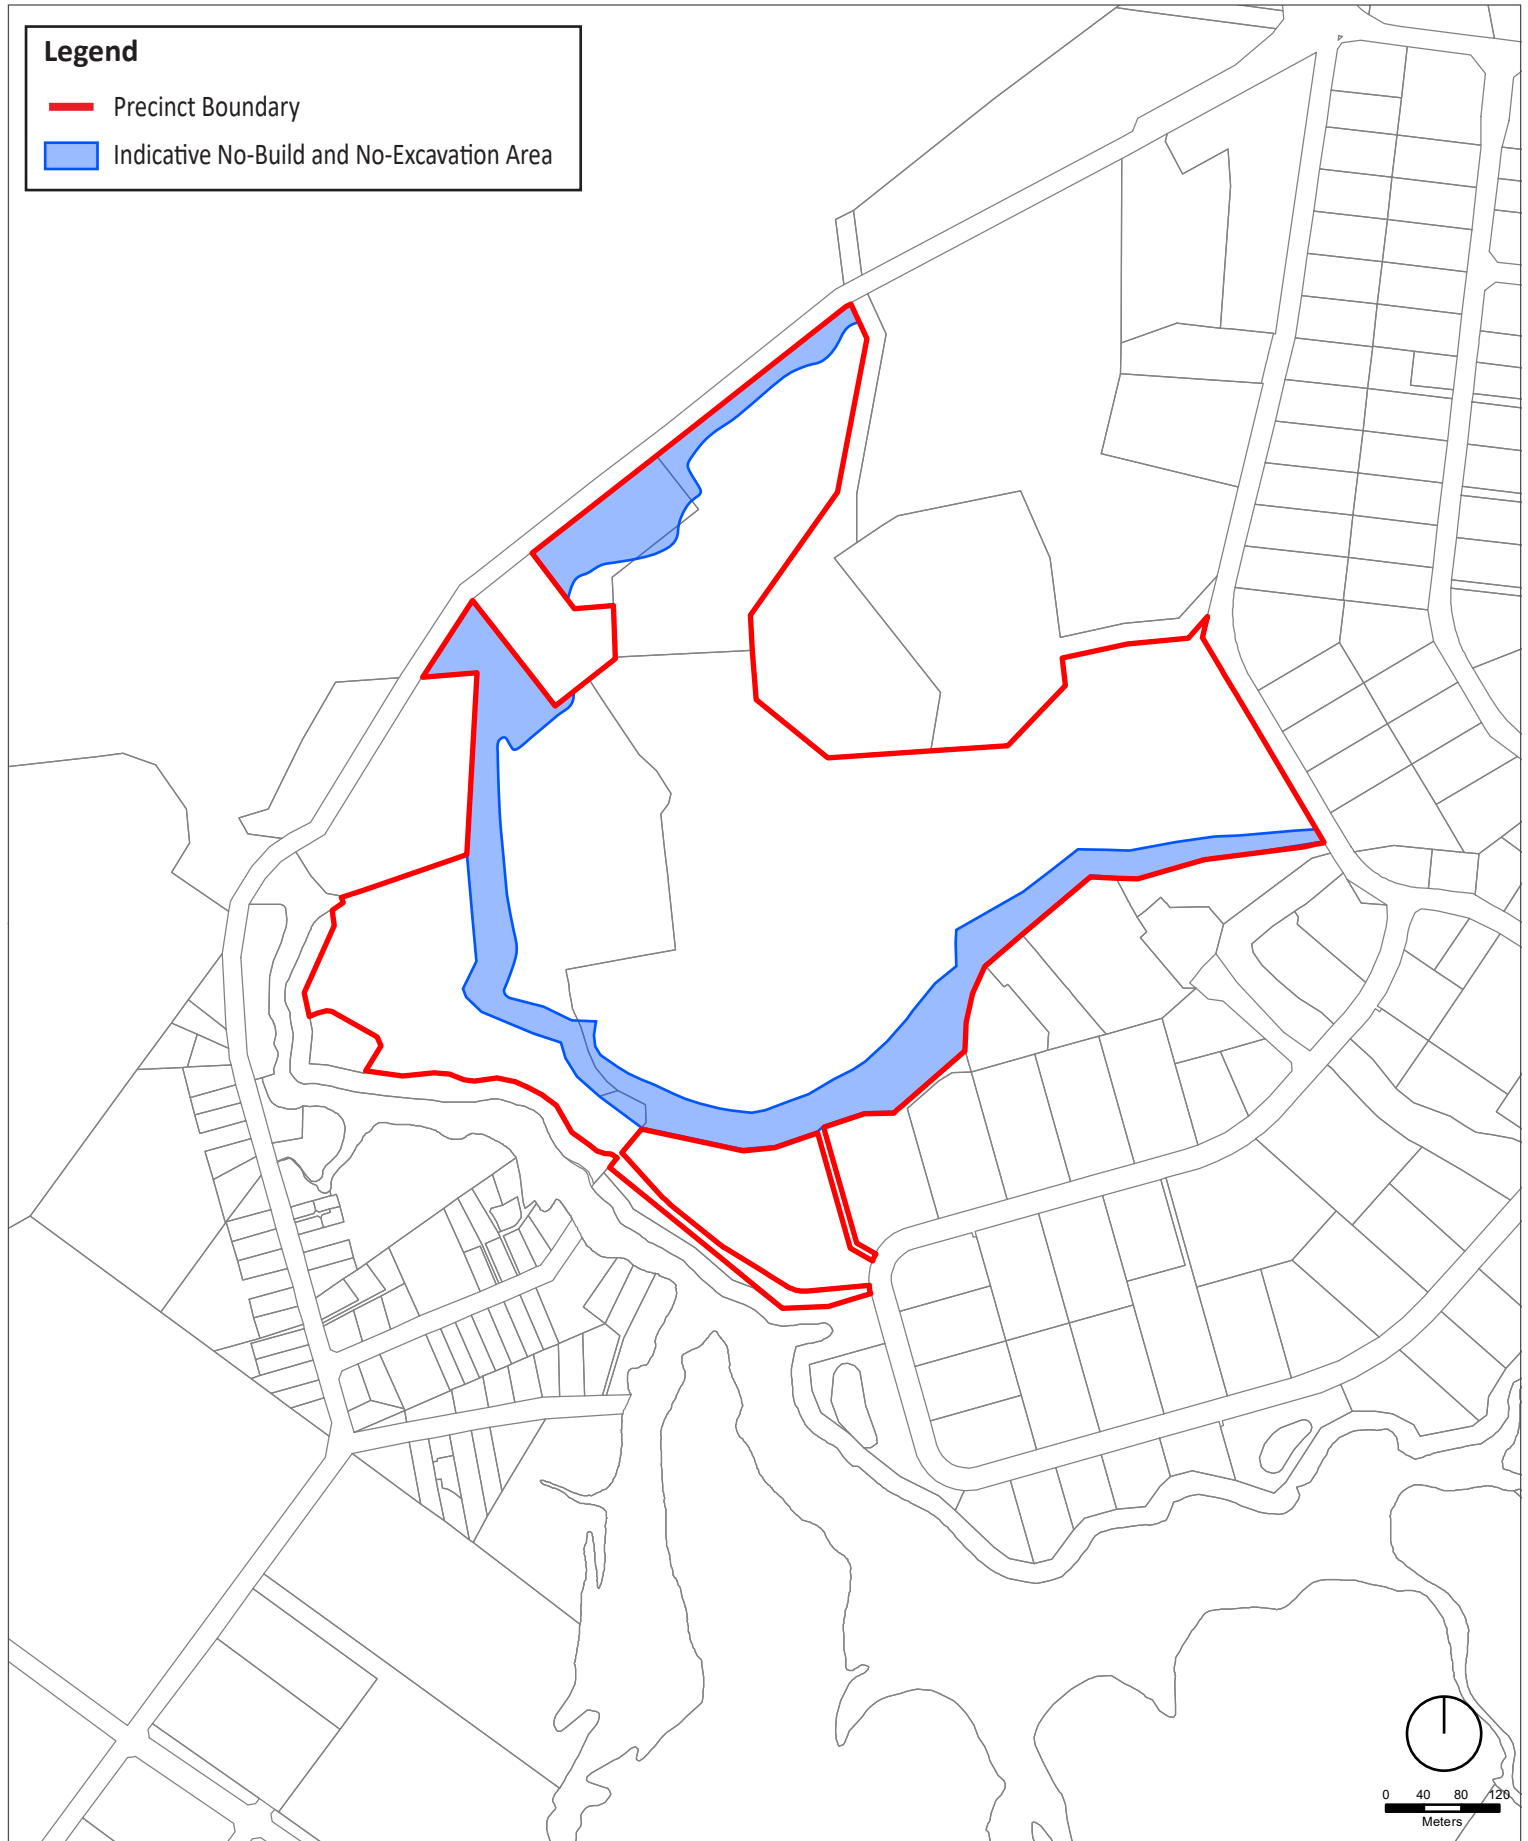 Legend
Precinct Boundary
Indicative No-Build and No-Excavation Area
0 40 80 120
Meters